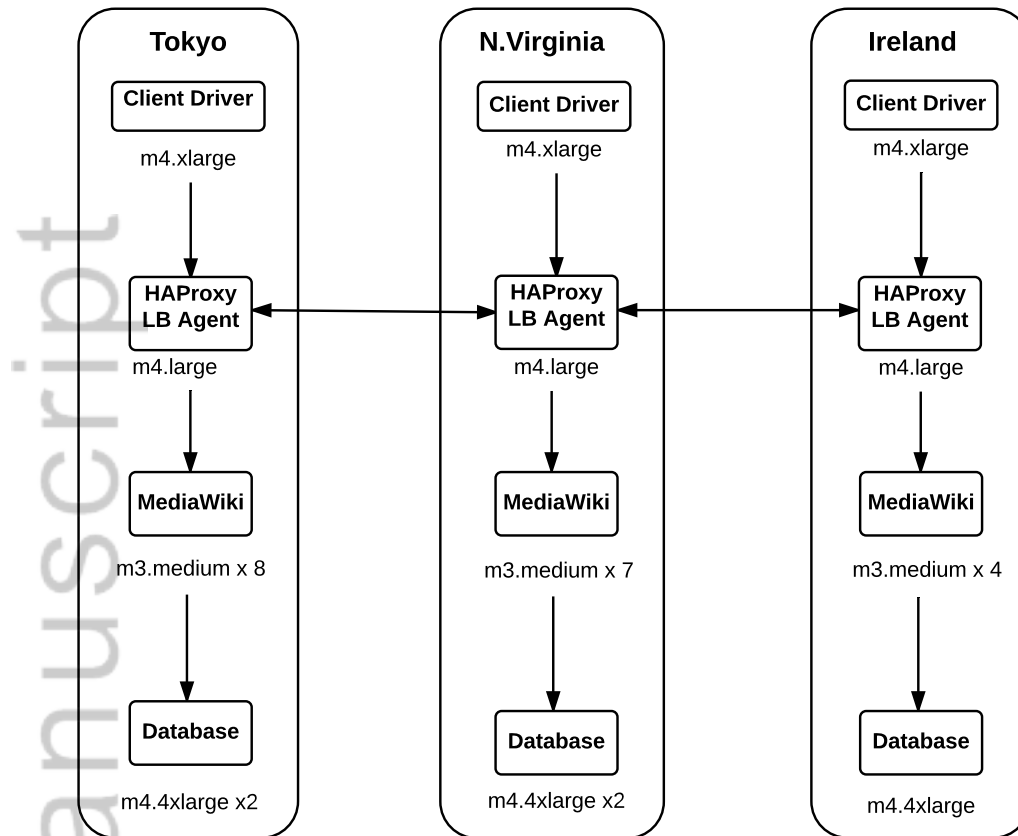 Tokyo
Client Driver
m4.xlarge
HAProxy
LB Agent
m4.large
MediaWiki
m3.medium x 8
Database
m4.4xlarge x2
N.Virginia
Client Driver
m4.xlarge
HAProxy
LB Agent
m4.large
MediaWiki
m3.medium x 7
Database
m4.4xlarge x2
Ireland
Client Driver
m4.xlarge
HAProxy
LB Agent
m4.large
MediaWiki
m3.medium x 4
Database
m4.4xlarge
anuscript